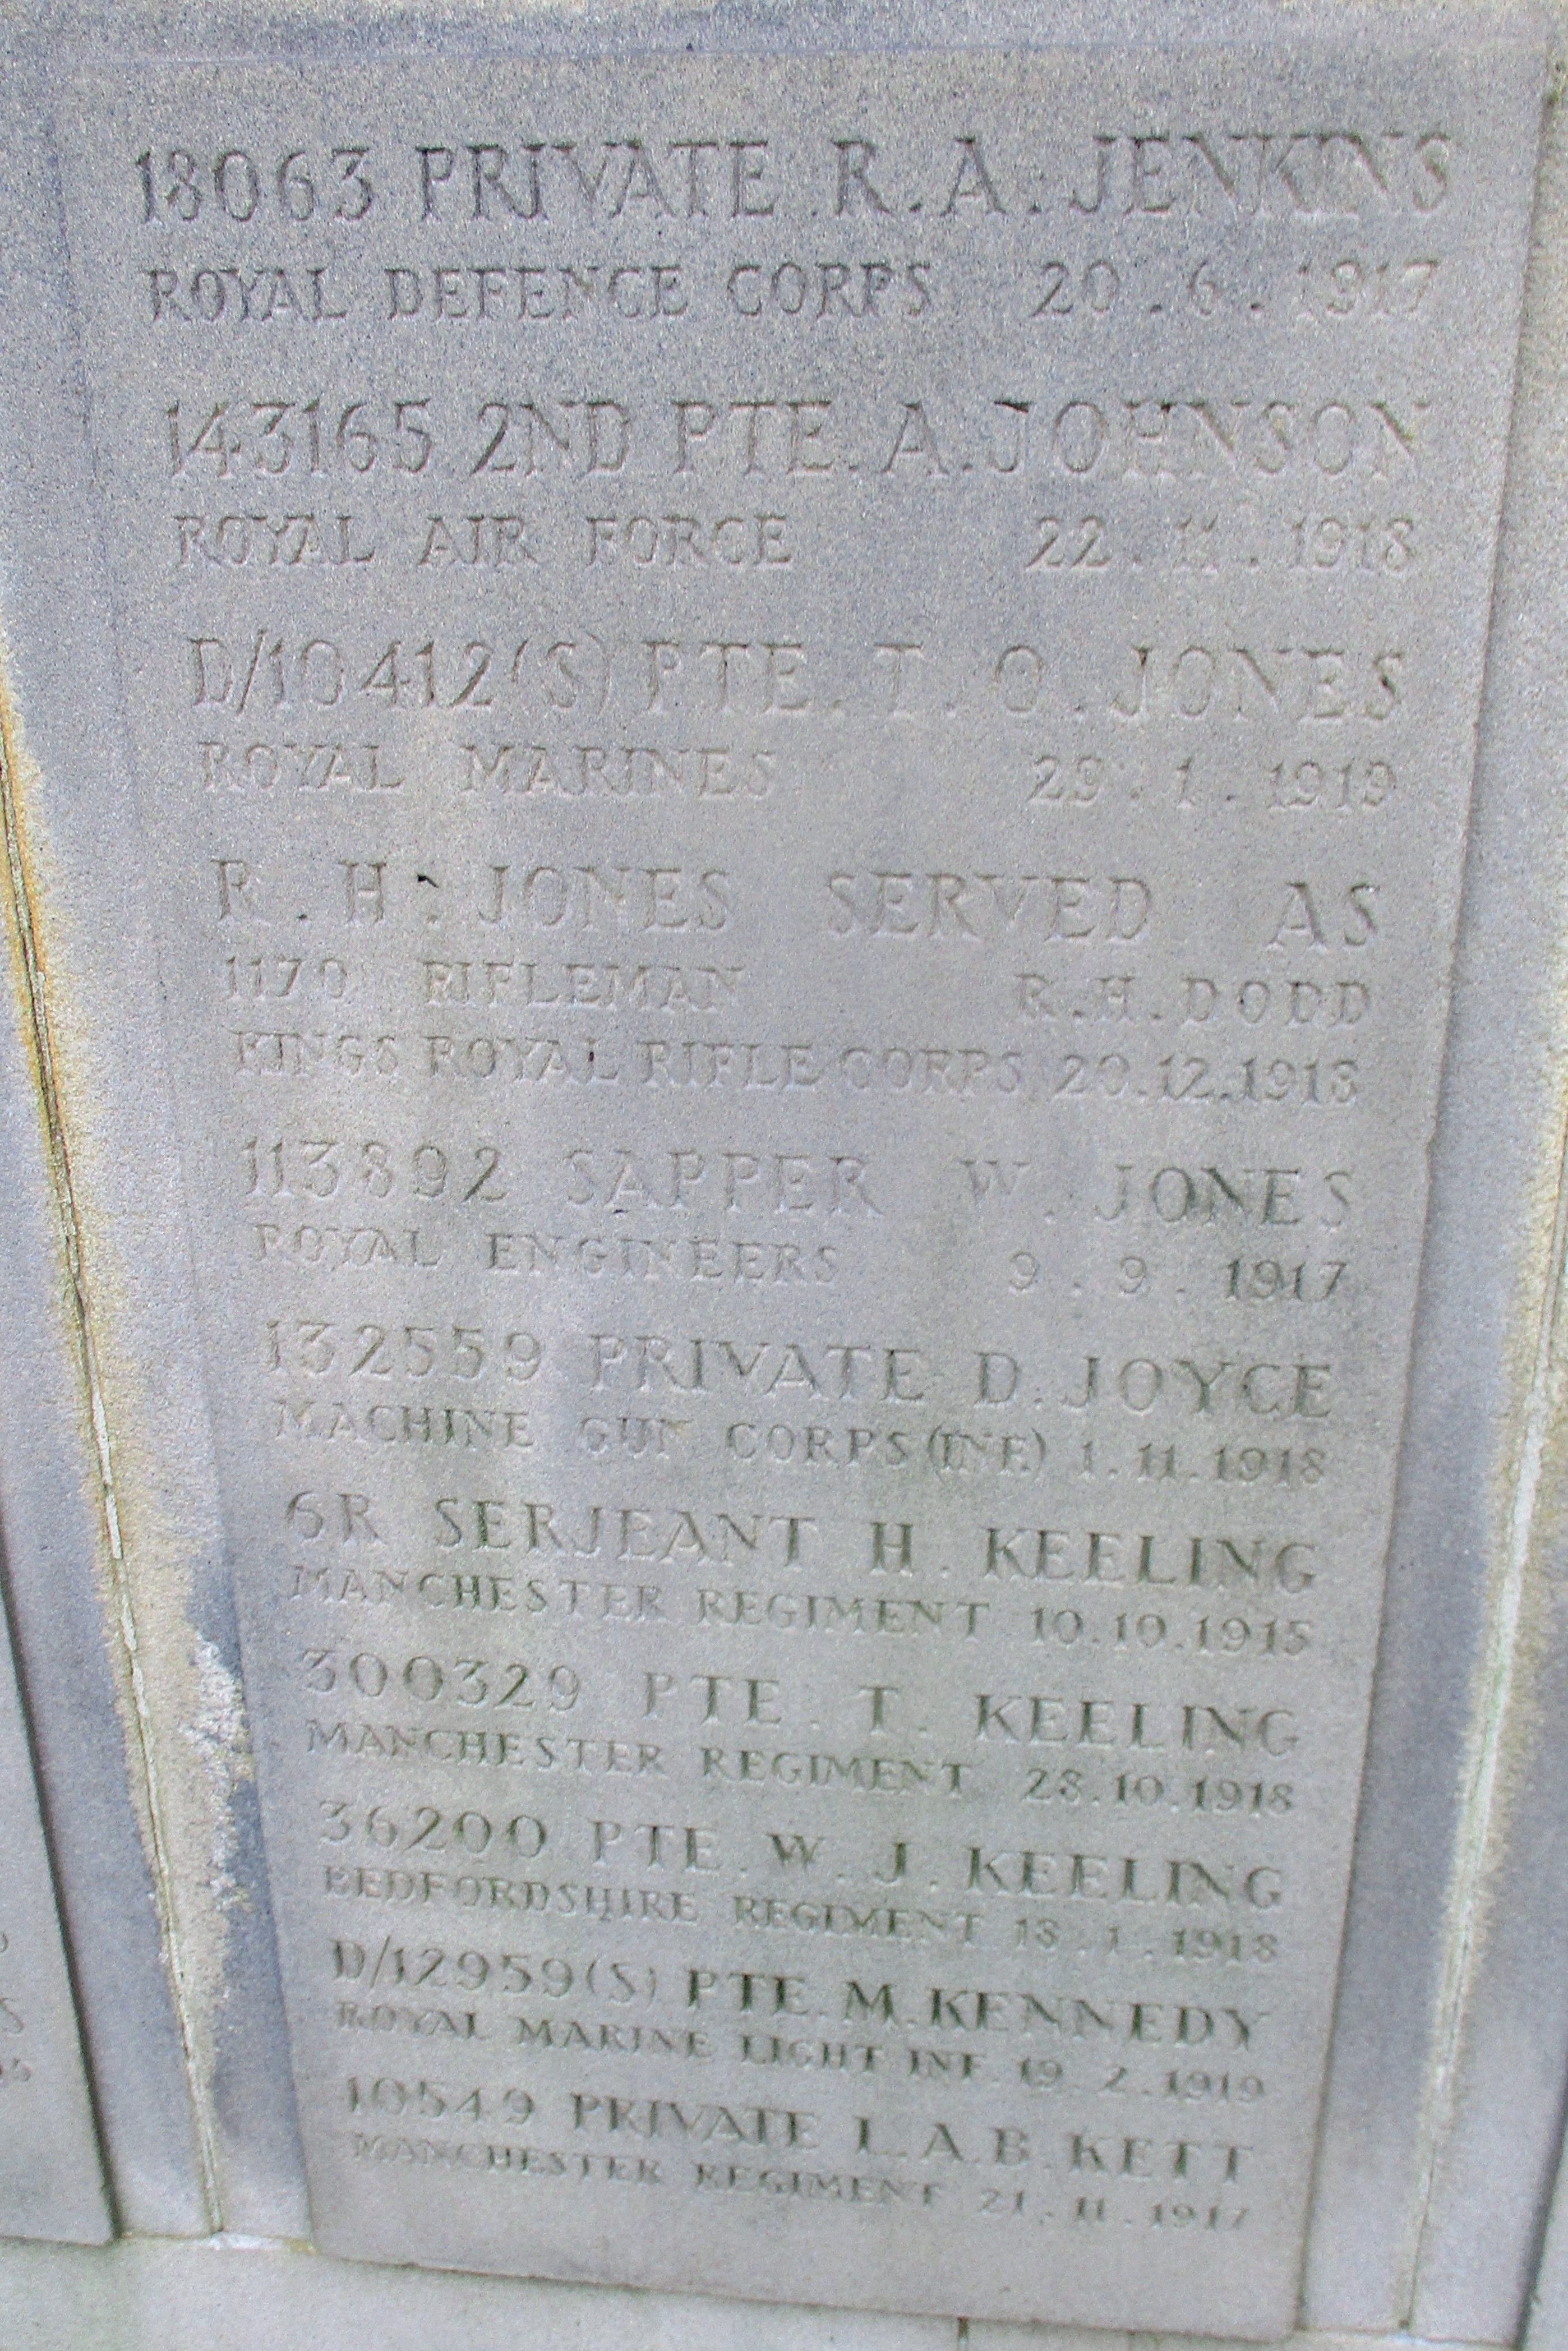 18063 PRIVATE R.A. JENKINS
ROYAL DEFENCE CORPS 20.6.1917
143165 2ND PTE. A. JOHNSON
ROYAL AIR FORCE 22.11.1918
D/10412(S) PTE. T. O. JONES
ROYAL MARINES 29.1.1919
R. H. JONES SERVED AS
1170 RIFLEMAN R.H. DODD
KINGS ROYAL RIFLE CORPS 20.12.1918
113892 SAPPER W. JONES
ROYAL ENGINEERS 9.9.1917
132559 PRIVATE D. JOYCE
MACHINE GUN CORPS (INF.) 1.11.1918
6R SERJEANT H. KEELING
MANCHESTER REGIMENT 10.10.1915
300329 PTE. T. KEELING
MANCHESTER REGIMENT 28.10.1918
36200 PTE. W. J. KEELING
BEDFORDSHIRE REGIMENT 18.1.1918
D/12959(S) PTE. M. KENNEDY
ROYAL MARINE LIGHT INF. 19.2.1919
10549 PRIVATE L.A.B. KETT
MANCHESTER REGIMENT 21.11.1917